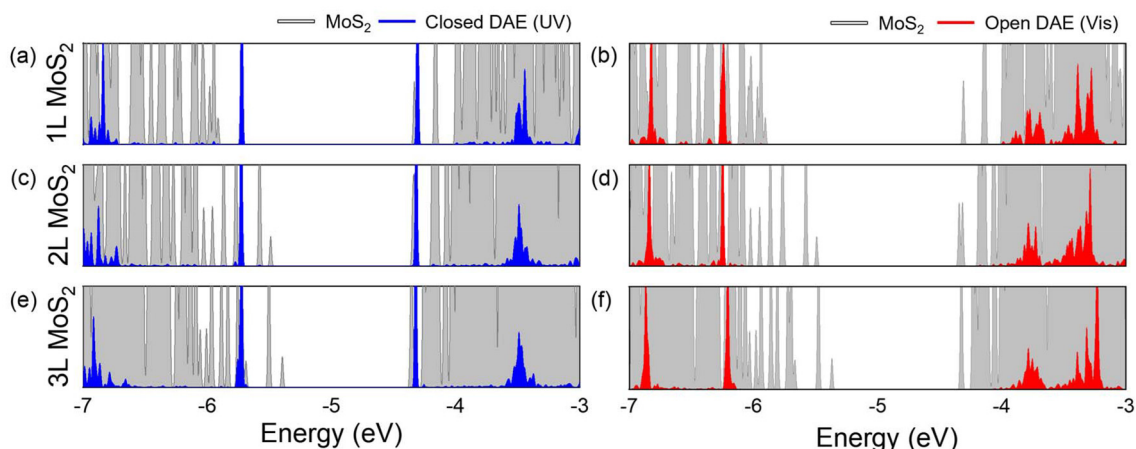 MoS₂ Closed DAE (UV) MoS₂ Open DAE (Vis)
(a) (b)
1L MoS₂
(c) (d)
2L MoS₂
(e) (f)
3L MoS₂
-7 -6 -5 -4 -3 -7 -6 -5 -4 -3
Energy (eV) Energy (eV)